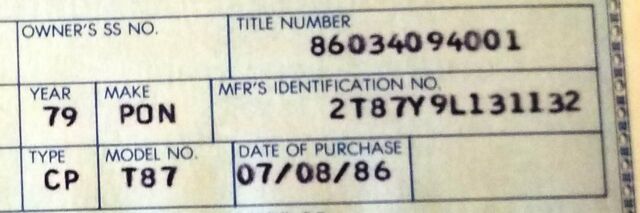 OWNER'S SS NO. TITLE NUMBER
86034094001
YEAR MAKE MFR'S IDENTIFICATION NO.
79 PON 2T87Y9L131132
TYPE MODEL NO. DATE OF PURCHASE
CP T87 07/08/86